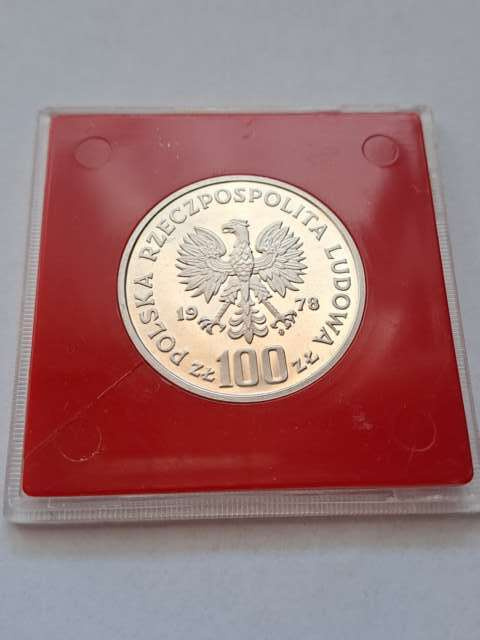 POLSKA RZECZPOSPOLITA LUDOWA
19 78
ZŁ 100 ZŁ